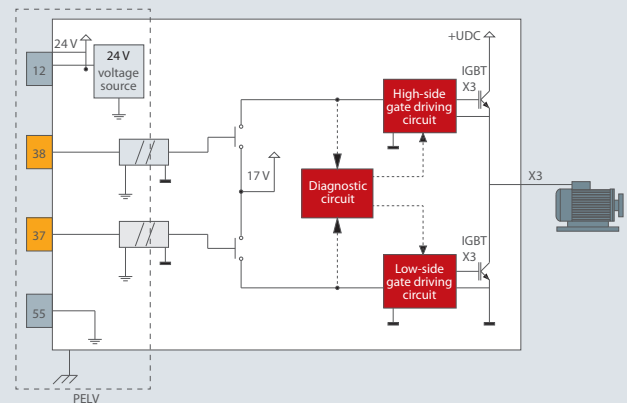 24 V
12
24 V
voltage
source
+UDC
IGBT
X3
High-side
gate driving
circuit
38
17 V
Diagnostic
circuit
X3
37
IGBT
X3
Low-side
gate driving
circuit
55
PELV